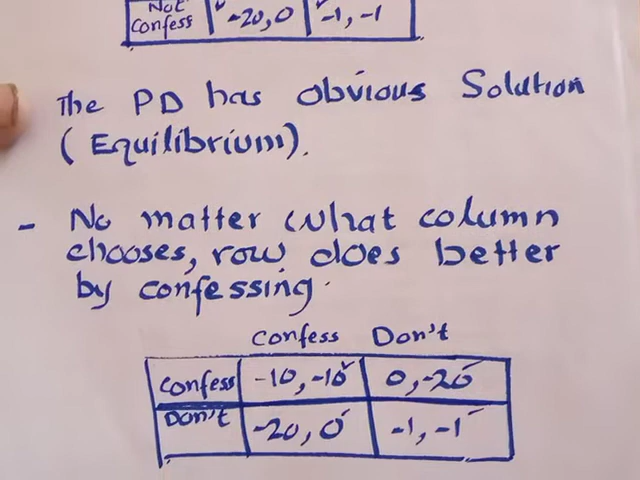 Not Confess -20, 0 -1, -1
The PD has obvious Solution
(Equilibrium).
- No matter what column
chooses, row does better
by confessing.
Confess Don't
Confess -10, -10 0, -20
Don't -20, 0 -1, -1